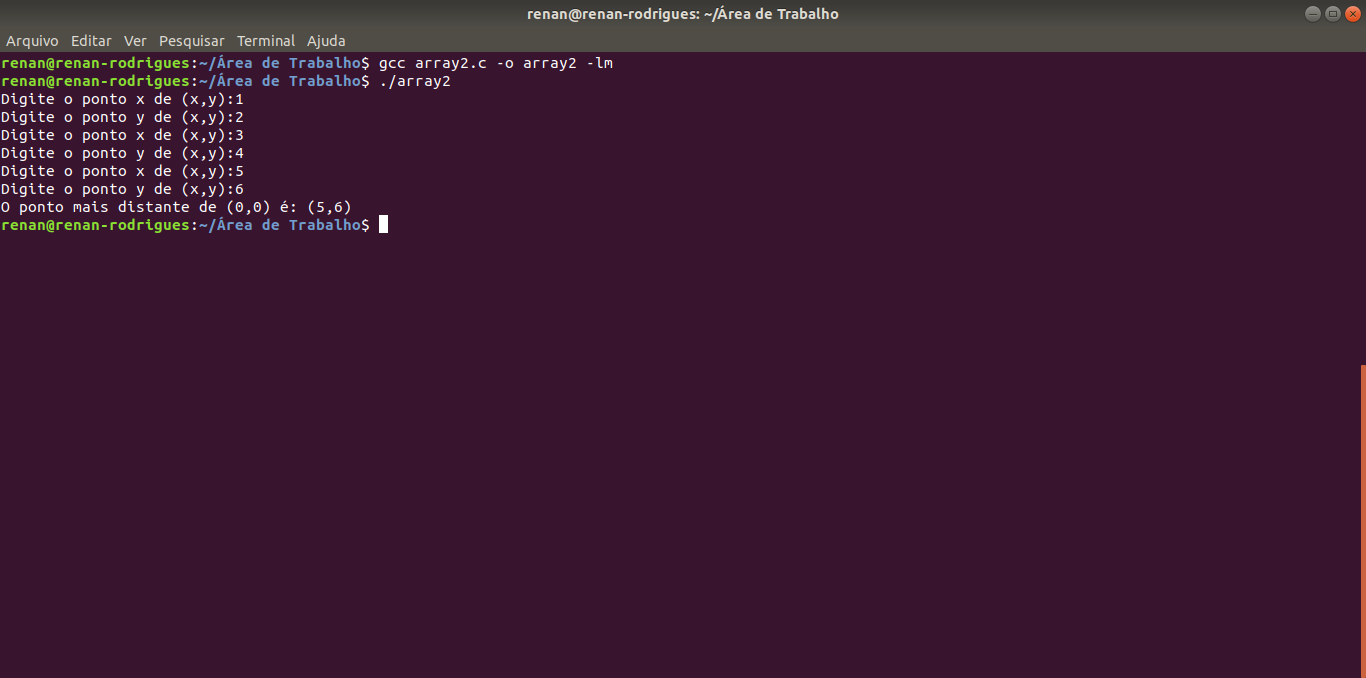 renan@renan-rodrigues: ~/Área de Trabalho
Arquivo Editar Ver Pesquisar Terminal Ajuda
renan@renan-rodrigues:~/Área de Trabalho$ gcc array2.c -o array2 -lm
renan@renan-rodrigues:~/Área de Trabalho$ ./array2
Digite o ponto x de (x,y):1
Digite o ponto y de (x,y):2
Digite o ponto x de (x,y):3
Digite o ponto y de (x,y):4
Digite o ponto x de (x,y):5
Digite o ponto y de (x,y):6
O ponto mais distante de (0,0) é: (5,6)
renan@renan-rodrigues:~/Área de Trabalho$